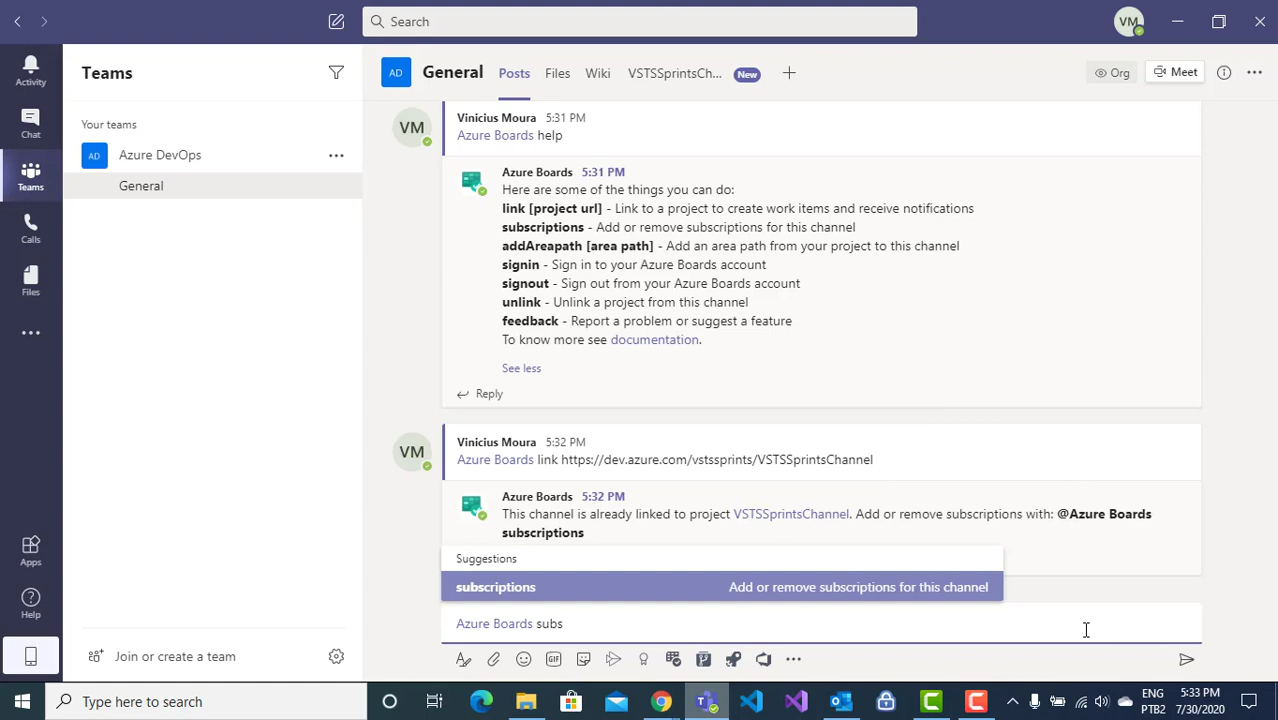 Search
VM
Activity
Chat
Teams
Calls
Files
Apps
Help
Teams
Your teams
AD Azure DevOps
General
Join or create a team
AD General Posts Files Wiki VSTSSprintsCh... New Org Meet
VM Vinicius Moura 5:31 PM
Azure Boards help
Azure Boards 5:31 PM
Here are some of the things you can do:
link [project url] - Link to a project to create work items and receive notifications
subscriptions - Add or remove subscriptions for this channel
addAreapath [area path] - Add an area path from your project to this channel
signin - Sign in to your Azure Boards account
signout - Sign out from your Azure Boards account
unlink - Unlink a project from this channel
feedback - Report a problem or suggest a feature
To know more see documentation.
See less
Reply
VM Vinicius Moura 5:32 PM
Azure Boards link https://dev.azure.com/vstssprints/VSTSSprintsChannel
Azure Boards 5:32 PM
This channel is already linked to project VSTSSprintsChannel. Add or remove subscriptions with: @Azure Boards
subscriptions
Suggestions
subscriptions Add or remove subscriptions for this channel
Azure Boards subs
GIF
Type here to search
ENG
PTB2
5:33 PM
7/30/2020